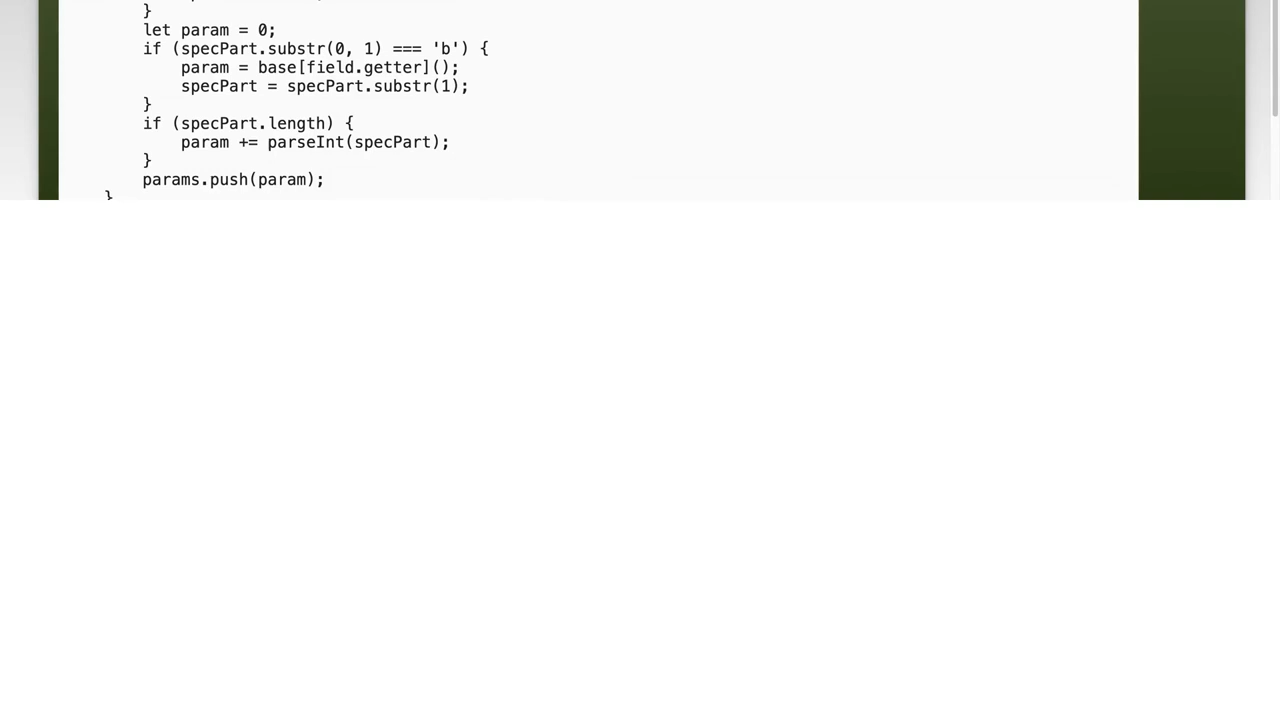 }
let param = 0;
if (specPart.substr(0, 1) === 'b') {
param = base[field.getter]();
specPart = specPart.substr(1);
}
if (specPart.length) {
param += parseInt(specPart);
}
params.push(param);
}